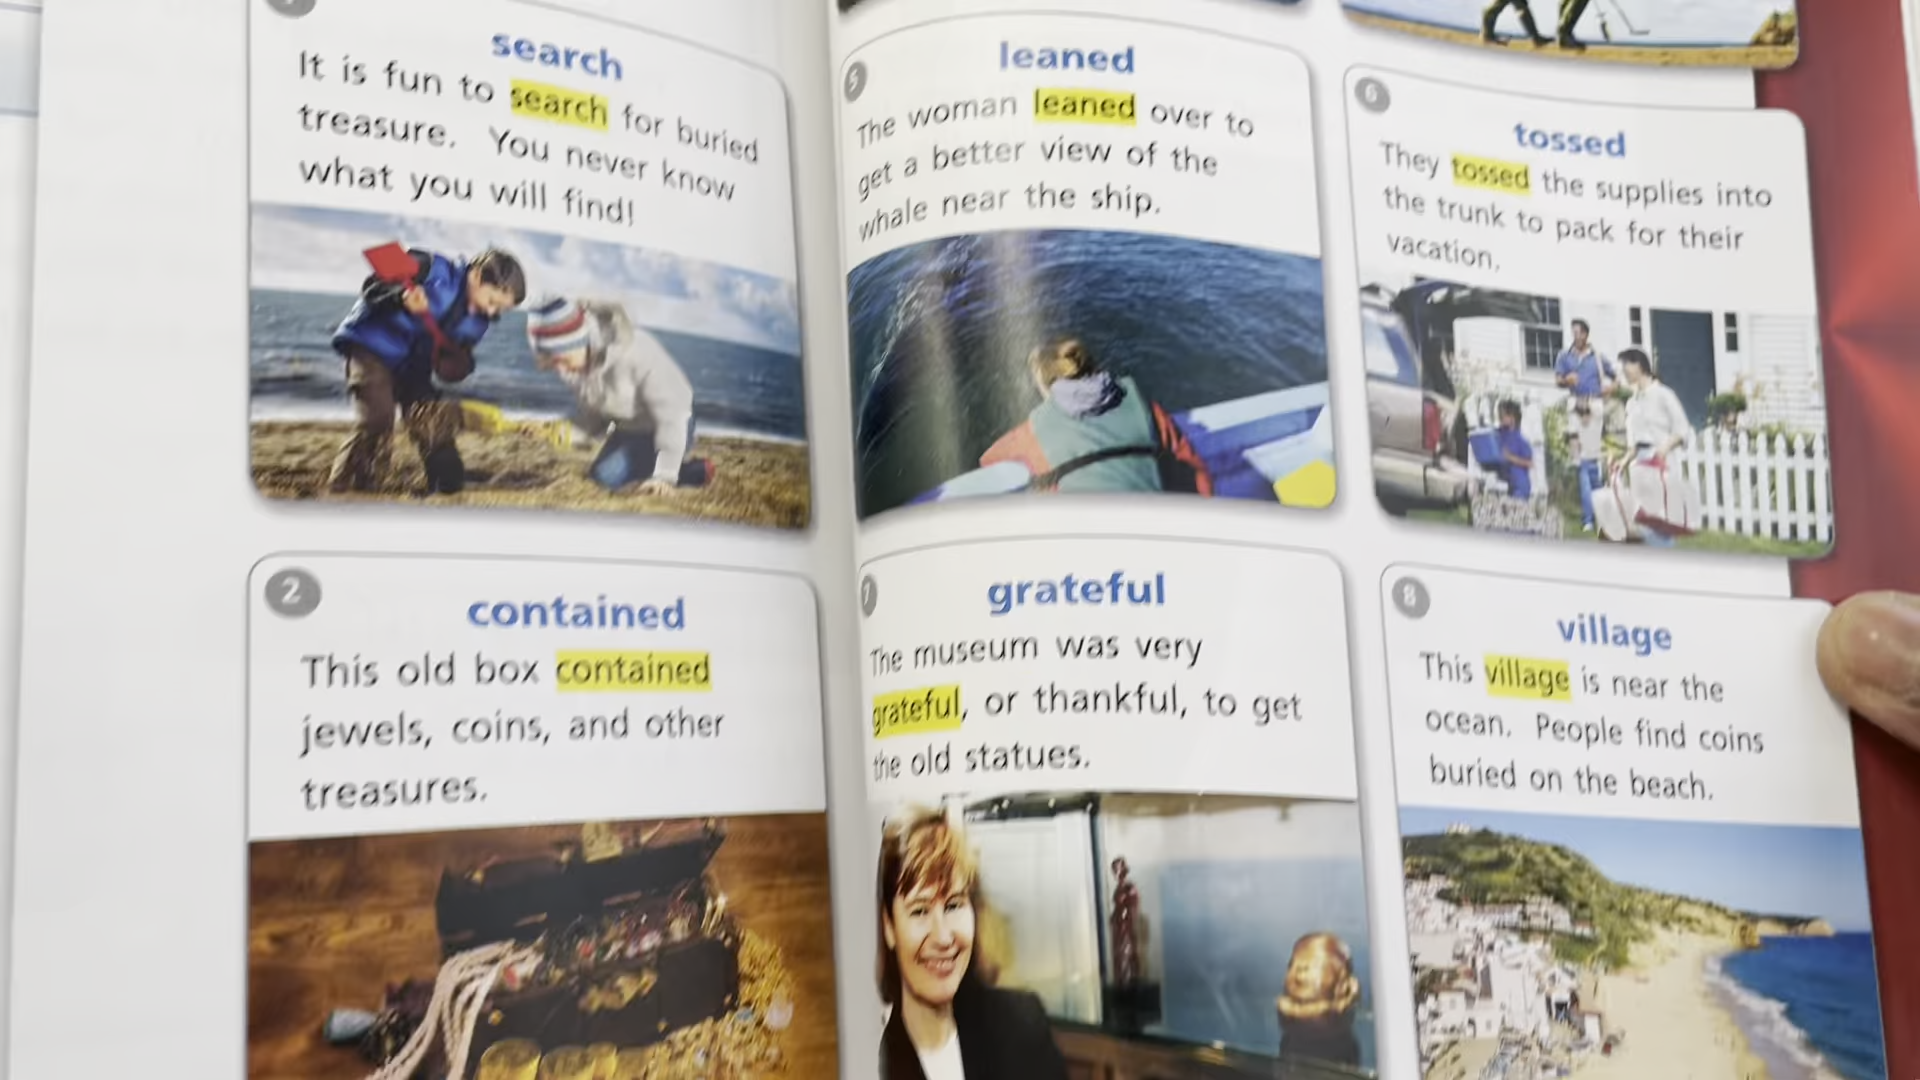 search
It is fun to search for buried
treasure. You never know
what you will find!
2
contained
This old box contained
jewels, coins, and other
treasures.
5
leaned
The woman leaned over to
get a better view of the
whale near the ship.
6
tossed
They tossed the supplies into
the trunk to pack for their
vacation.
7
grateful
The museum was very
grateful, or thankful, to get
the old statues.
8
village
This village is near the
ocean. People find coins
buried on the beach.